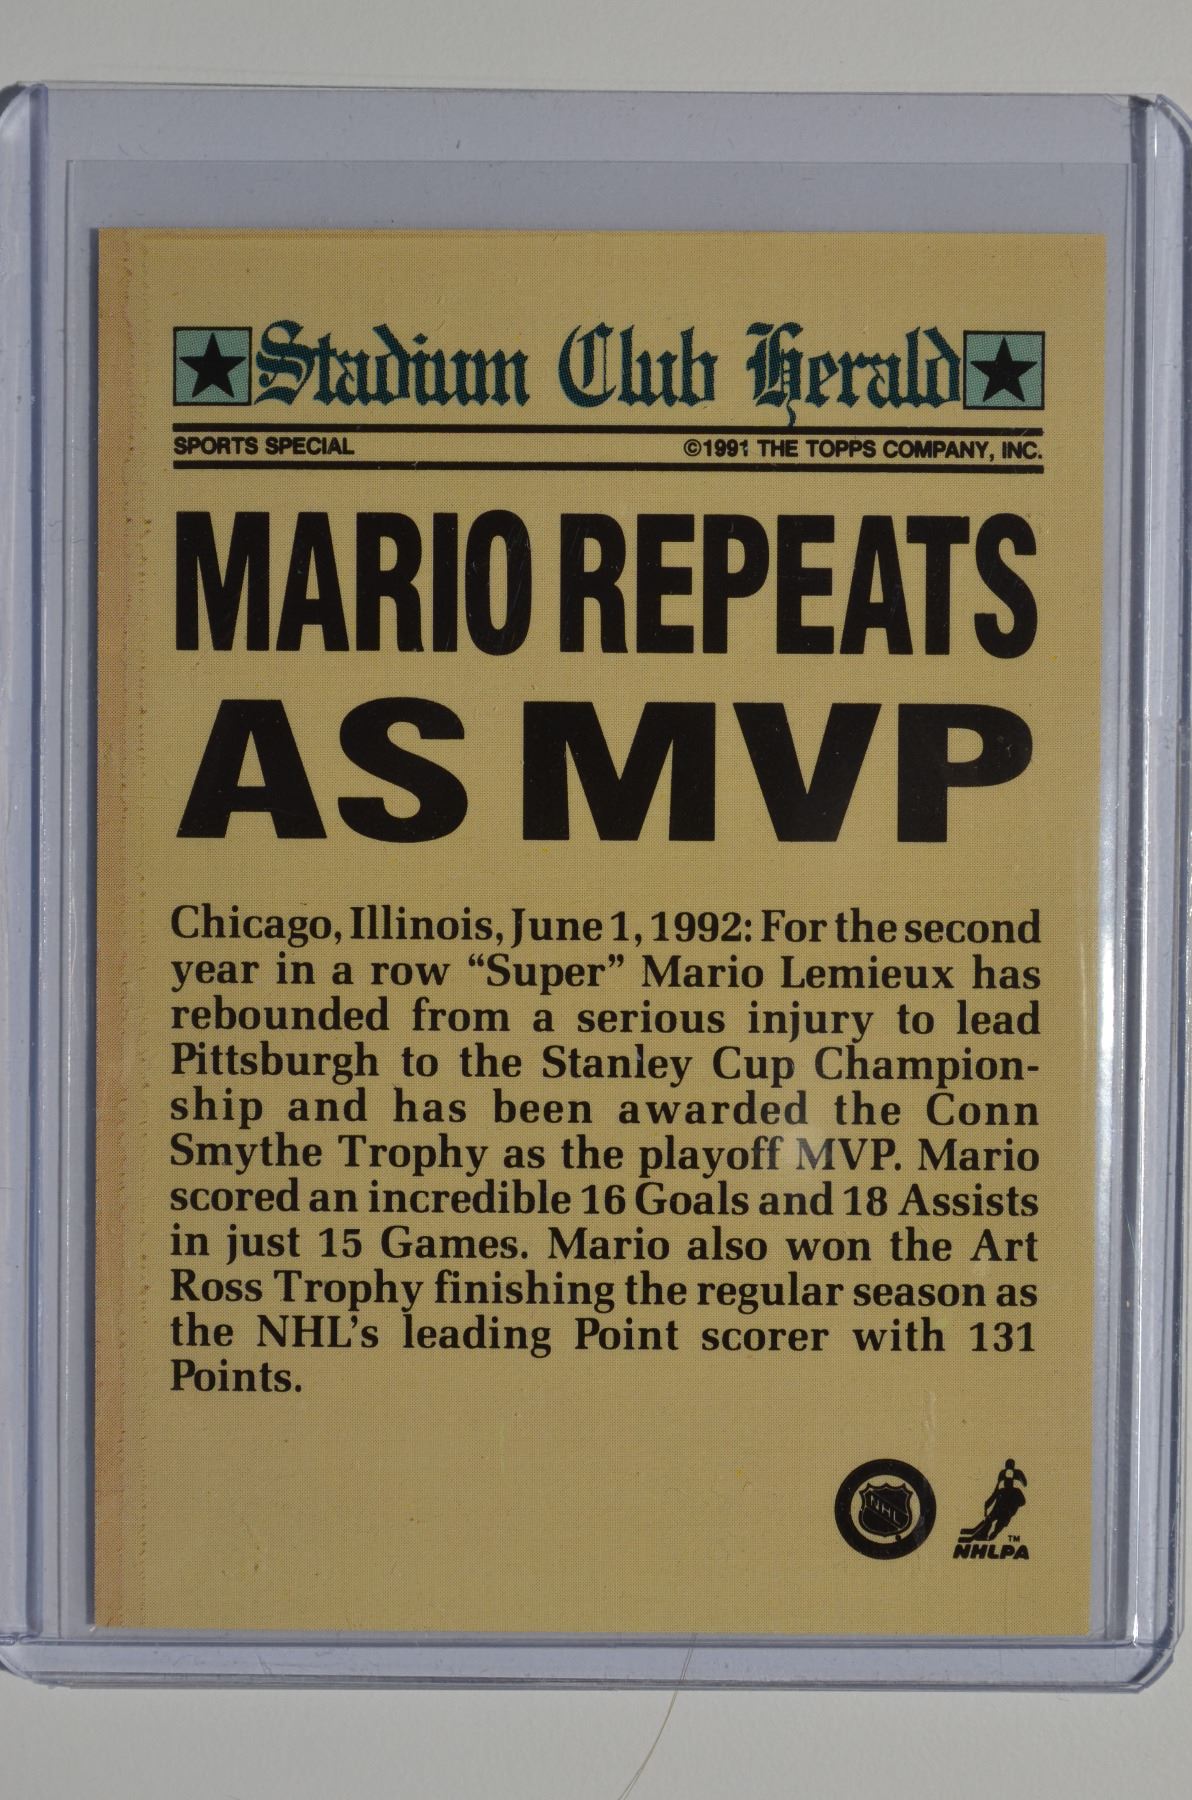 Stadium Club Herald
SPORTS SPECIAL ©1991 THE TOPPS COMPANY, INC.
MARIO REPEATS
AS MVP
Chicago, Illinois, June 1, 1992: For the second
year in a row “Super” Mario Lemieux has
rebounded from a serious injury to lead
Pittsburgh to the Stanley Cup Champion-
ship and has been awarded the Conn
Smythe Trophy as the playoff MVP. Mario
scored an incredible 16 Goals and 18 Assists
in just 15 Games. Mario also won the Art
Ross Trophy finishing the regular season as
the NHL’s leading Point scorer with 131
Points.
NHL
TM
NHLPA